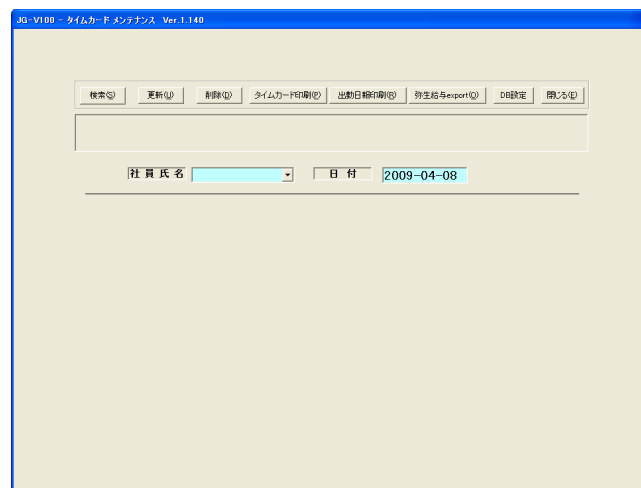 JG-V100 - タイムカード メンテナンス Ver.1.140
検索(S) 更新(U) 削除(D) タイムカード印刷(P) 出勤日報印刷(R) 弥生給与export(O) DB設定 閉じる(E)
社員氏名 日付 2009-04-08